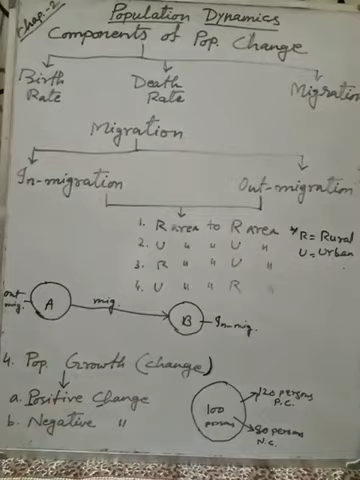 Chap.-2
Population Dynamics
Components of Pop. Change
Birth Rate
Death Rate
Migration
Migration
In-migration
Out-migration
1. R area to R area
2. U " " U "
3. R " " U "
4. U " " R "
* R = Rural
U = Urban
out mig.
A
mig.
B
In-mig.
4. Pop. Growth (change)
a. Positive Change
b. Negative "
100 persons
120 persons P.C.
80 persons N.C.